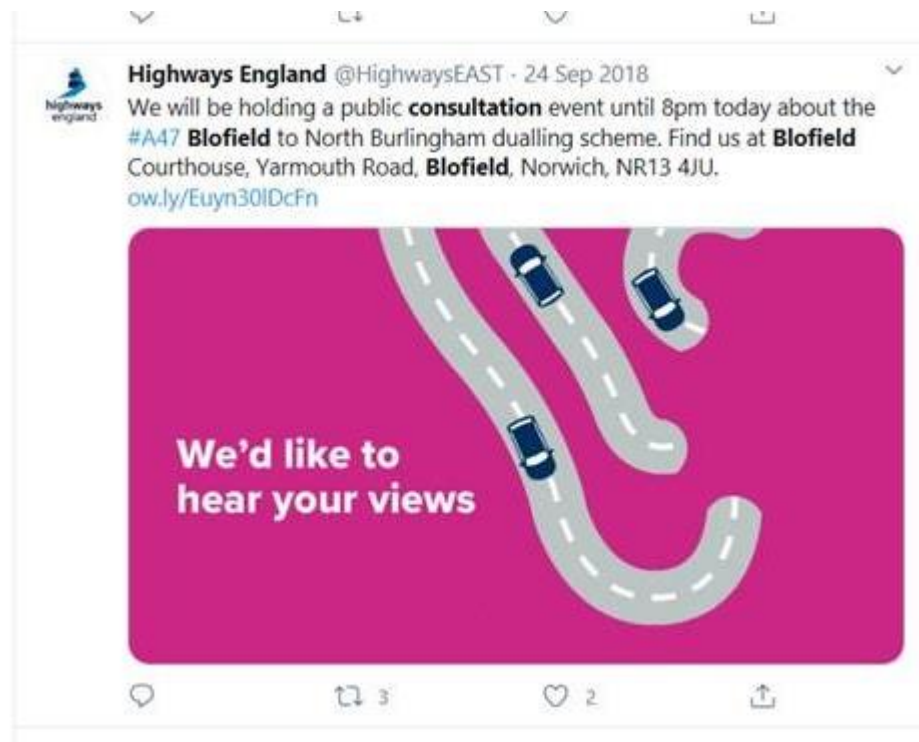 Highways England @HighwaysEAST · 24 Sep 2018
highways
england
We will be holding a public consultation event until 8pm today about the
#A47 Blofield to North Burlingham dualling scheme. Find us at Blofield
Courthouse, Yarmouth Road, Blofield, Norwich, NR13 4JU.
ow.ly/Euyn30lDcFn
We'd like to
hear your views
3
2